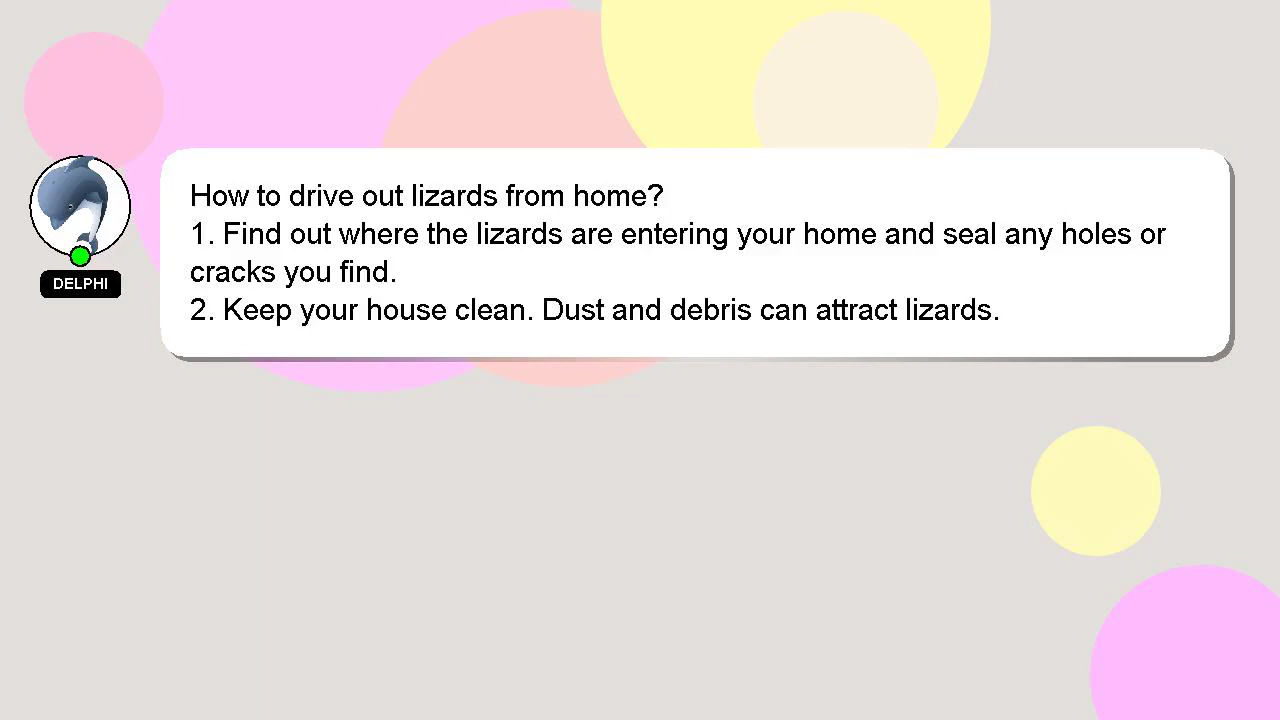 How to drive out lizards from home?
1. Find out where the lizards are entering your home and seal any holes or
cracks you find.
2. Keep your house clean. Dust and debris can attract lizards.
DELPHI